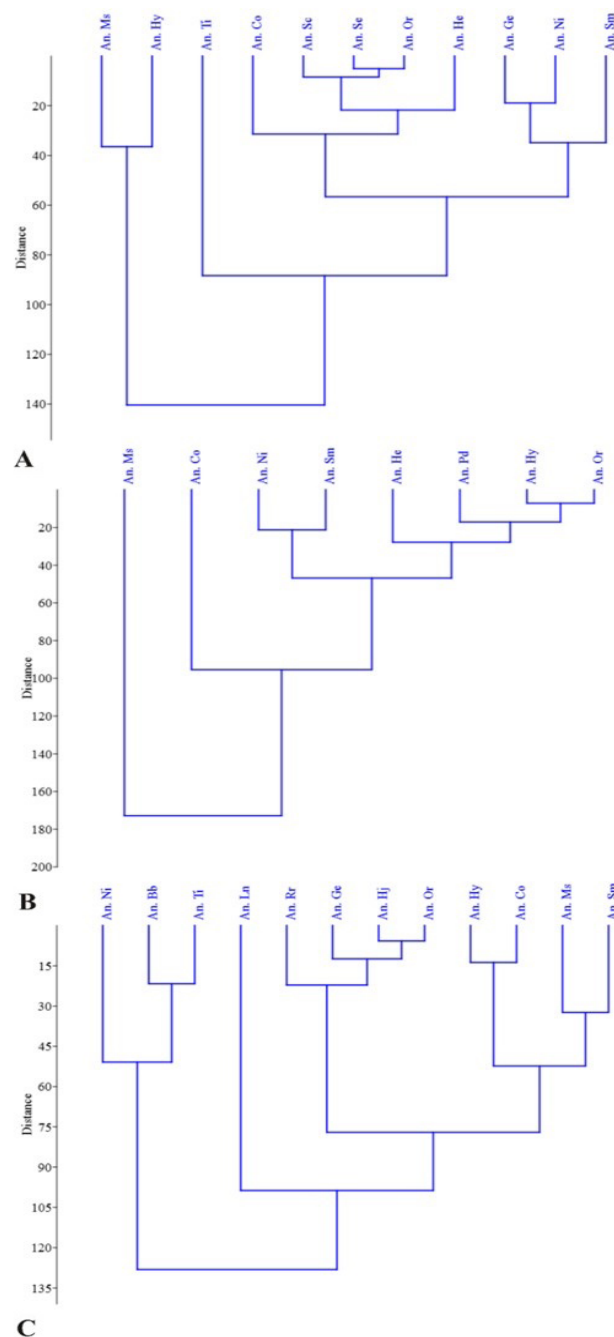 An. Ms An. Hy An. Ti An. Co An. Sc An. Se An. Or An. He An. Ge An. Ni An. Sm
20
40
60
80
100
120
140
Distance
A
An. Ms An. Co An. Ni An. Sm An. He An. Pd An. Hy An. Or
20
40
60
80
100
120
140
160
180
200
Distance
B
An. Ni An. Bb An. Ti An. Ln An. Rr An. Ge An. Hj An. Or An. Hy An. Co An. Ms An. Sm
15
30
45
60
75
90
105
120
135
Distance
C